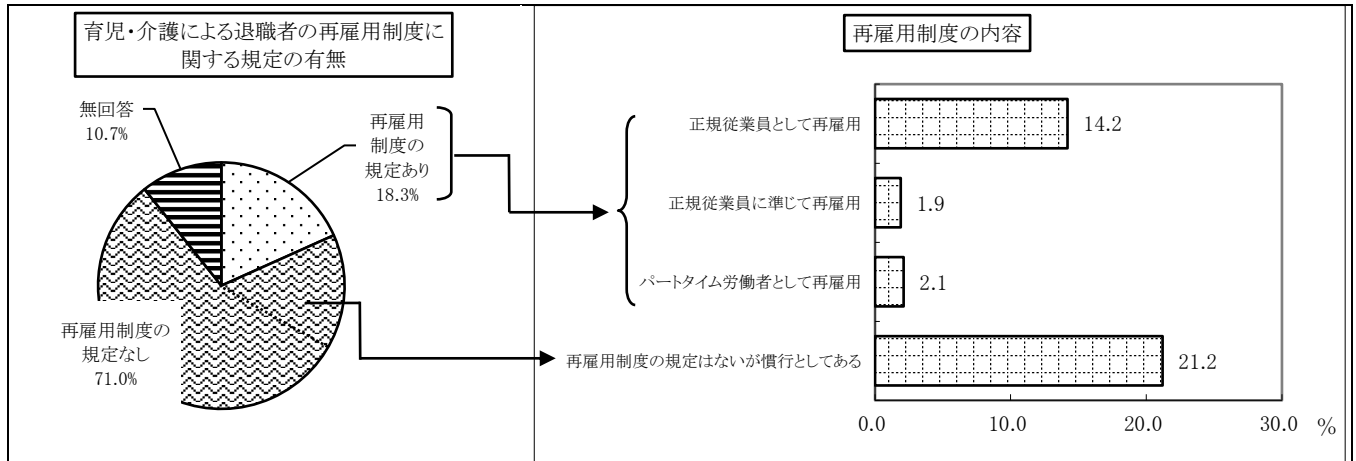 育児・介護による退職者の再雇用制度に
関する規定の有無
無回答
10.7%
再雇用
制度の
規定あり
18.3%
再雇用制度の
規定なし
71.0%
再雇用制度の内容
正規従業員として再雇用
14.2
正規従業員に準じて再雇用
1.9
パートタイム労働者として再雇用
2.1
再雇用制度の規定はないが慣行としてある
21.2
0.0
10.0
20.0
30.0
%